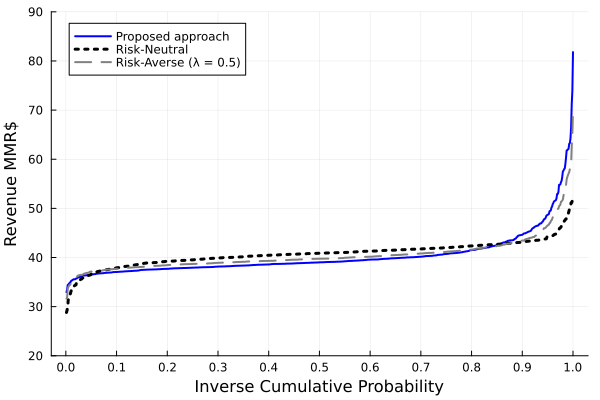 90
80
70
60
50
40
30
20
Revenue MMR$
Proposed approach
Risk-Neutral
Risk-Averse (λ = 0.5)
0.0 0.1 0.2 0.3 0.4 0.5 0.6 0.7 0.8 0.9 1.0
Inverse Cumulative Probability